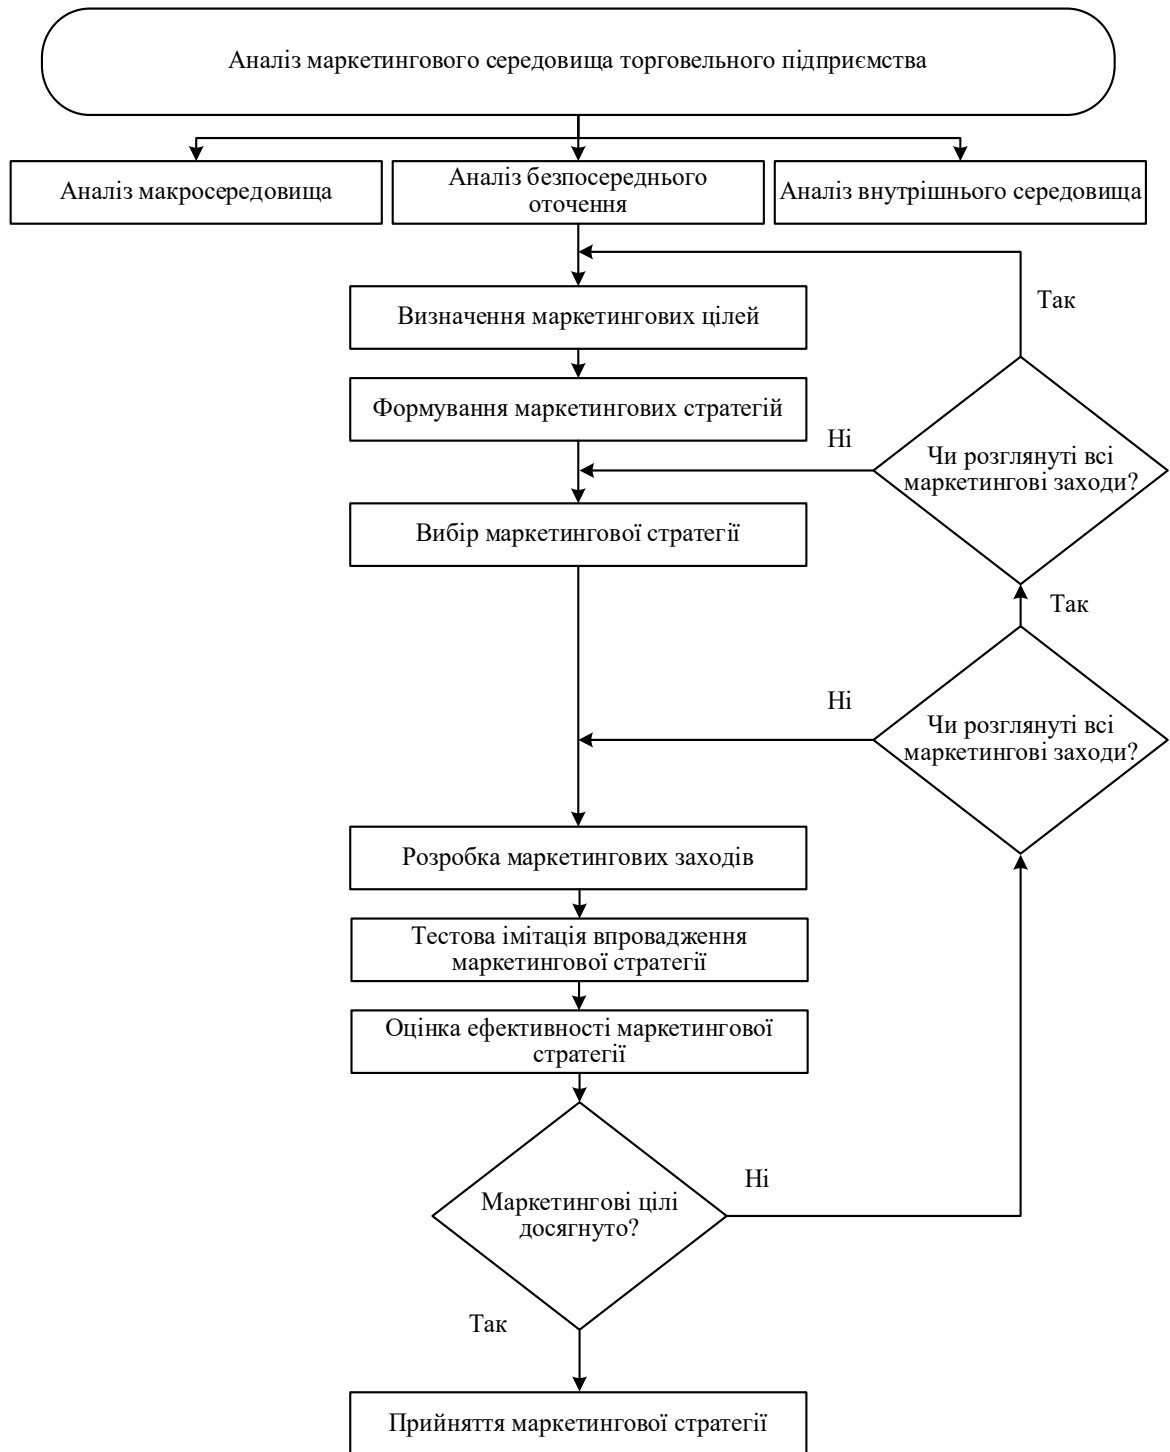 Аналіз маркетингового середовища торговельного підприємства
Аналіз макросередовища
Аналіз безпосереднього
оточення
Аналіз внутрішнього середовища
Визначення маркетингових цілей
Так
Формування маркетингових стратегій
Ні
Чи розглянуті всі
маркетингові заходи?
Вибір маркетингової стратегії
Так
Ні
Чи розглянуті всі
маркетингові заходи?
Розробка маркетингових заходів
Тестова імітація впровадження
маркетингової стратегії
Оцінка ефективності маркетингової
стратегії
Маркетингові цілі
досягнуто?
Ні
Так
Прийняття маркетингової стратегії